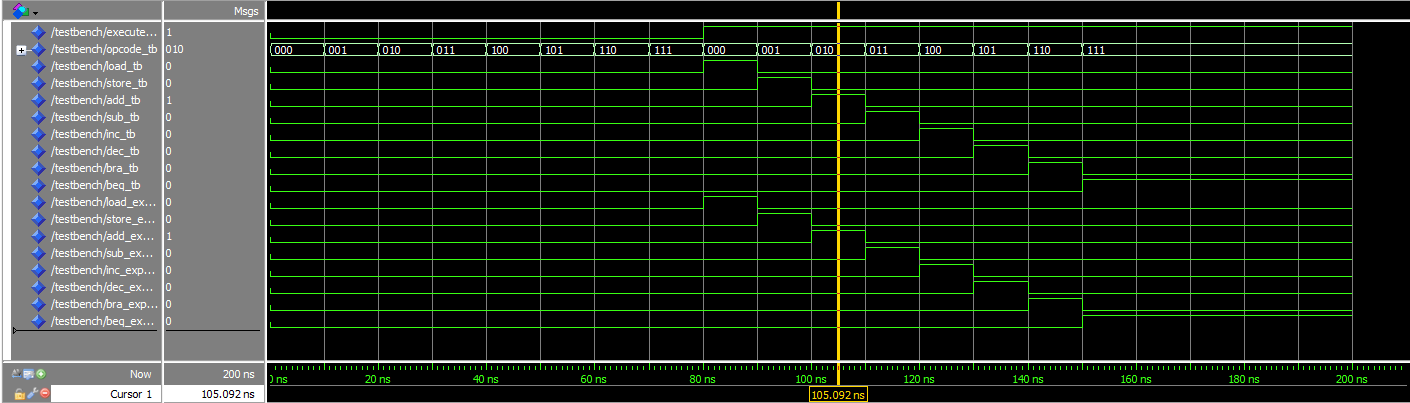 Msgs
/testbench/execute... 1
/testbench/opcode_tb 010 000 001 010 011 100 101 110 111 000 001 010 011 100 101 110 111
/testbench/load_tb 0
/testbench/store_tb 0
/testbench/add_tb 1
/testbench/sub_tb 0
/testbench/inc_tb 0
/testbench/dec_tb 0
/testbench/bra_tb 0
/testbench/beq_tb 0
/testbench/load_ex... 0
/testbench/store_e... 0
/testbench/add_ex... 1
/testbench/sub_ex... 0
/testbench/inc_exp... 0
/testbench/dec_ex... 0
/testbench/bra_exp... 0
/testbench/beq_ex... 0
Now 200 ns ns 20 ns 40 ns 60 ns 80 ns 100 ns 120 ns 140 ns 160 ns 180 ns 200 ns
Cursor 1 105.092 ns 105.092 ns